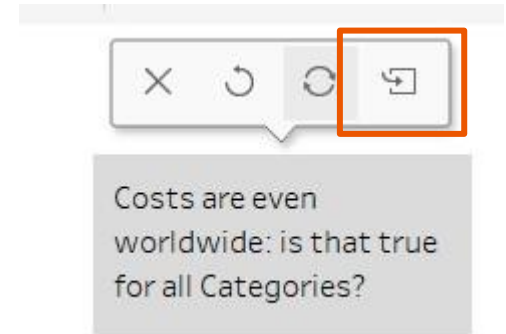 Costs are even
worldwide: is that true
for all Categories?